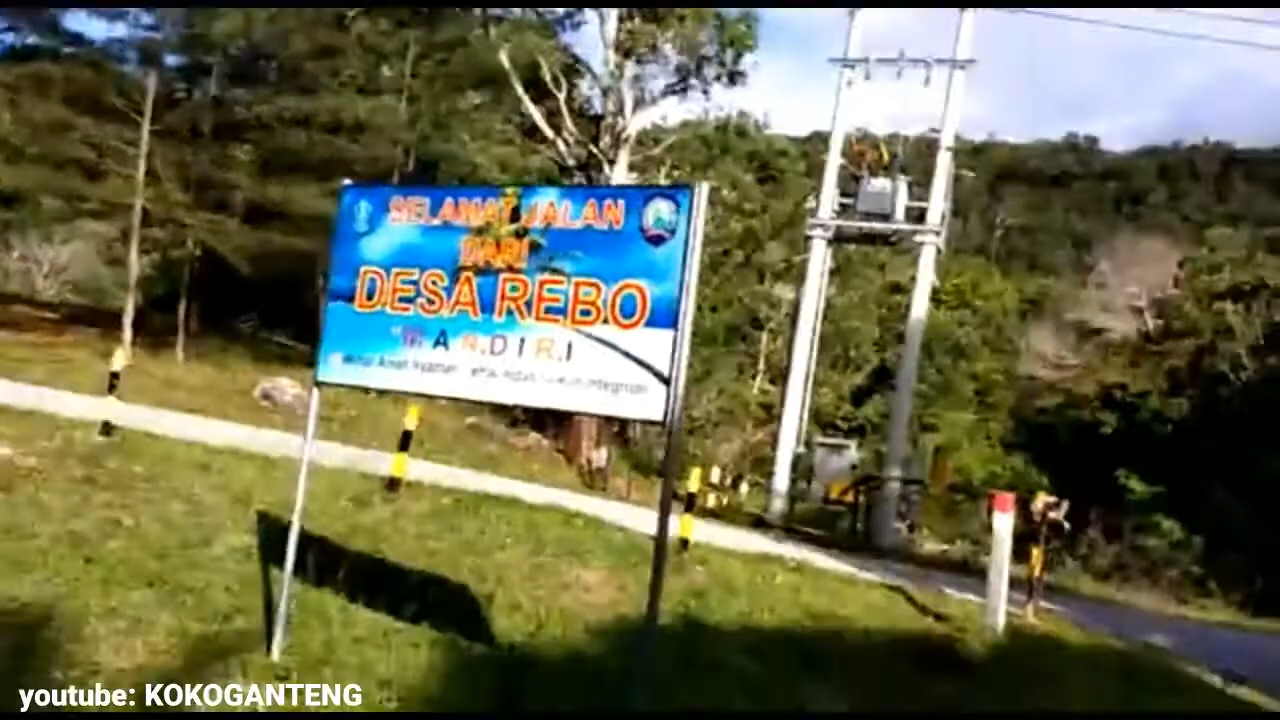 SELAMAT JALAN
DARI
DESA REBO
M A N.D I R.I
youtube: KOKOGANTENG